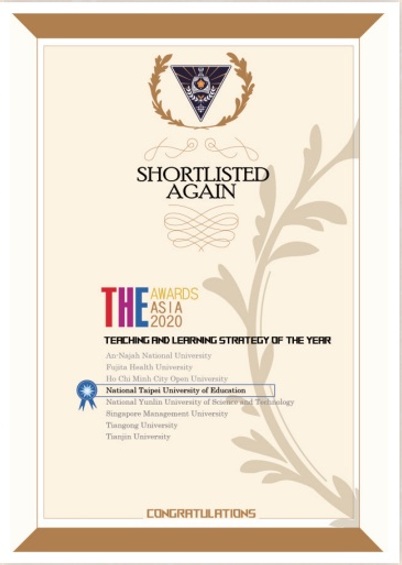 SHORTLISTED
AGAIN
THE AWARDS
ASIA
2020
TEACHING AND LEARNING STRATEGY OF THE YEAR
An-Najah National University
Fujita Health University
Ho Chi Minh City Open University
National Taipei University of Education
National Yunlin University of Science and Technology
Singapore Management University
Tiangong University
Tianjin University
CONGRATULATIONS